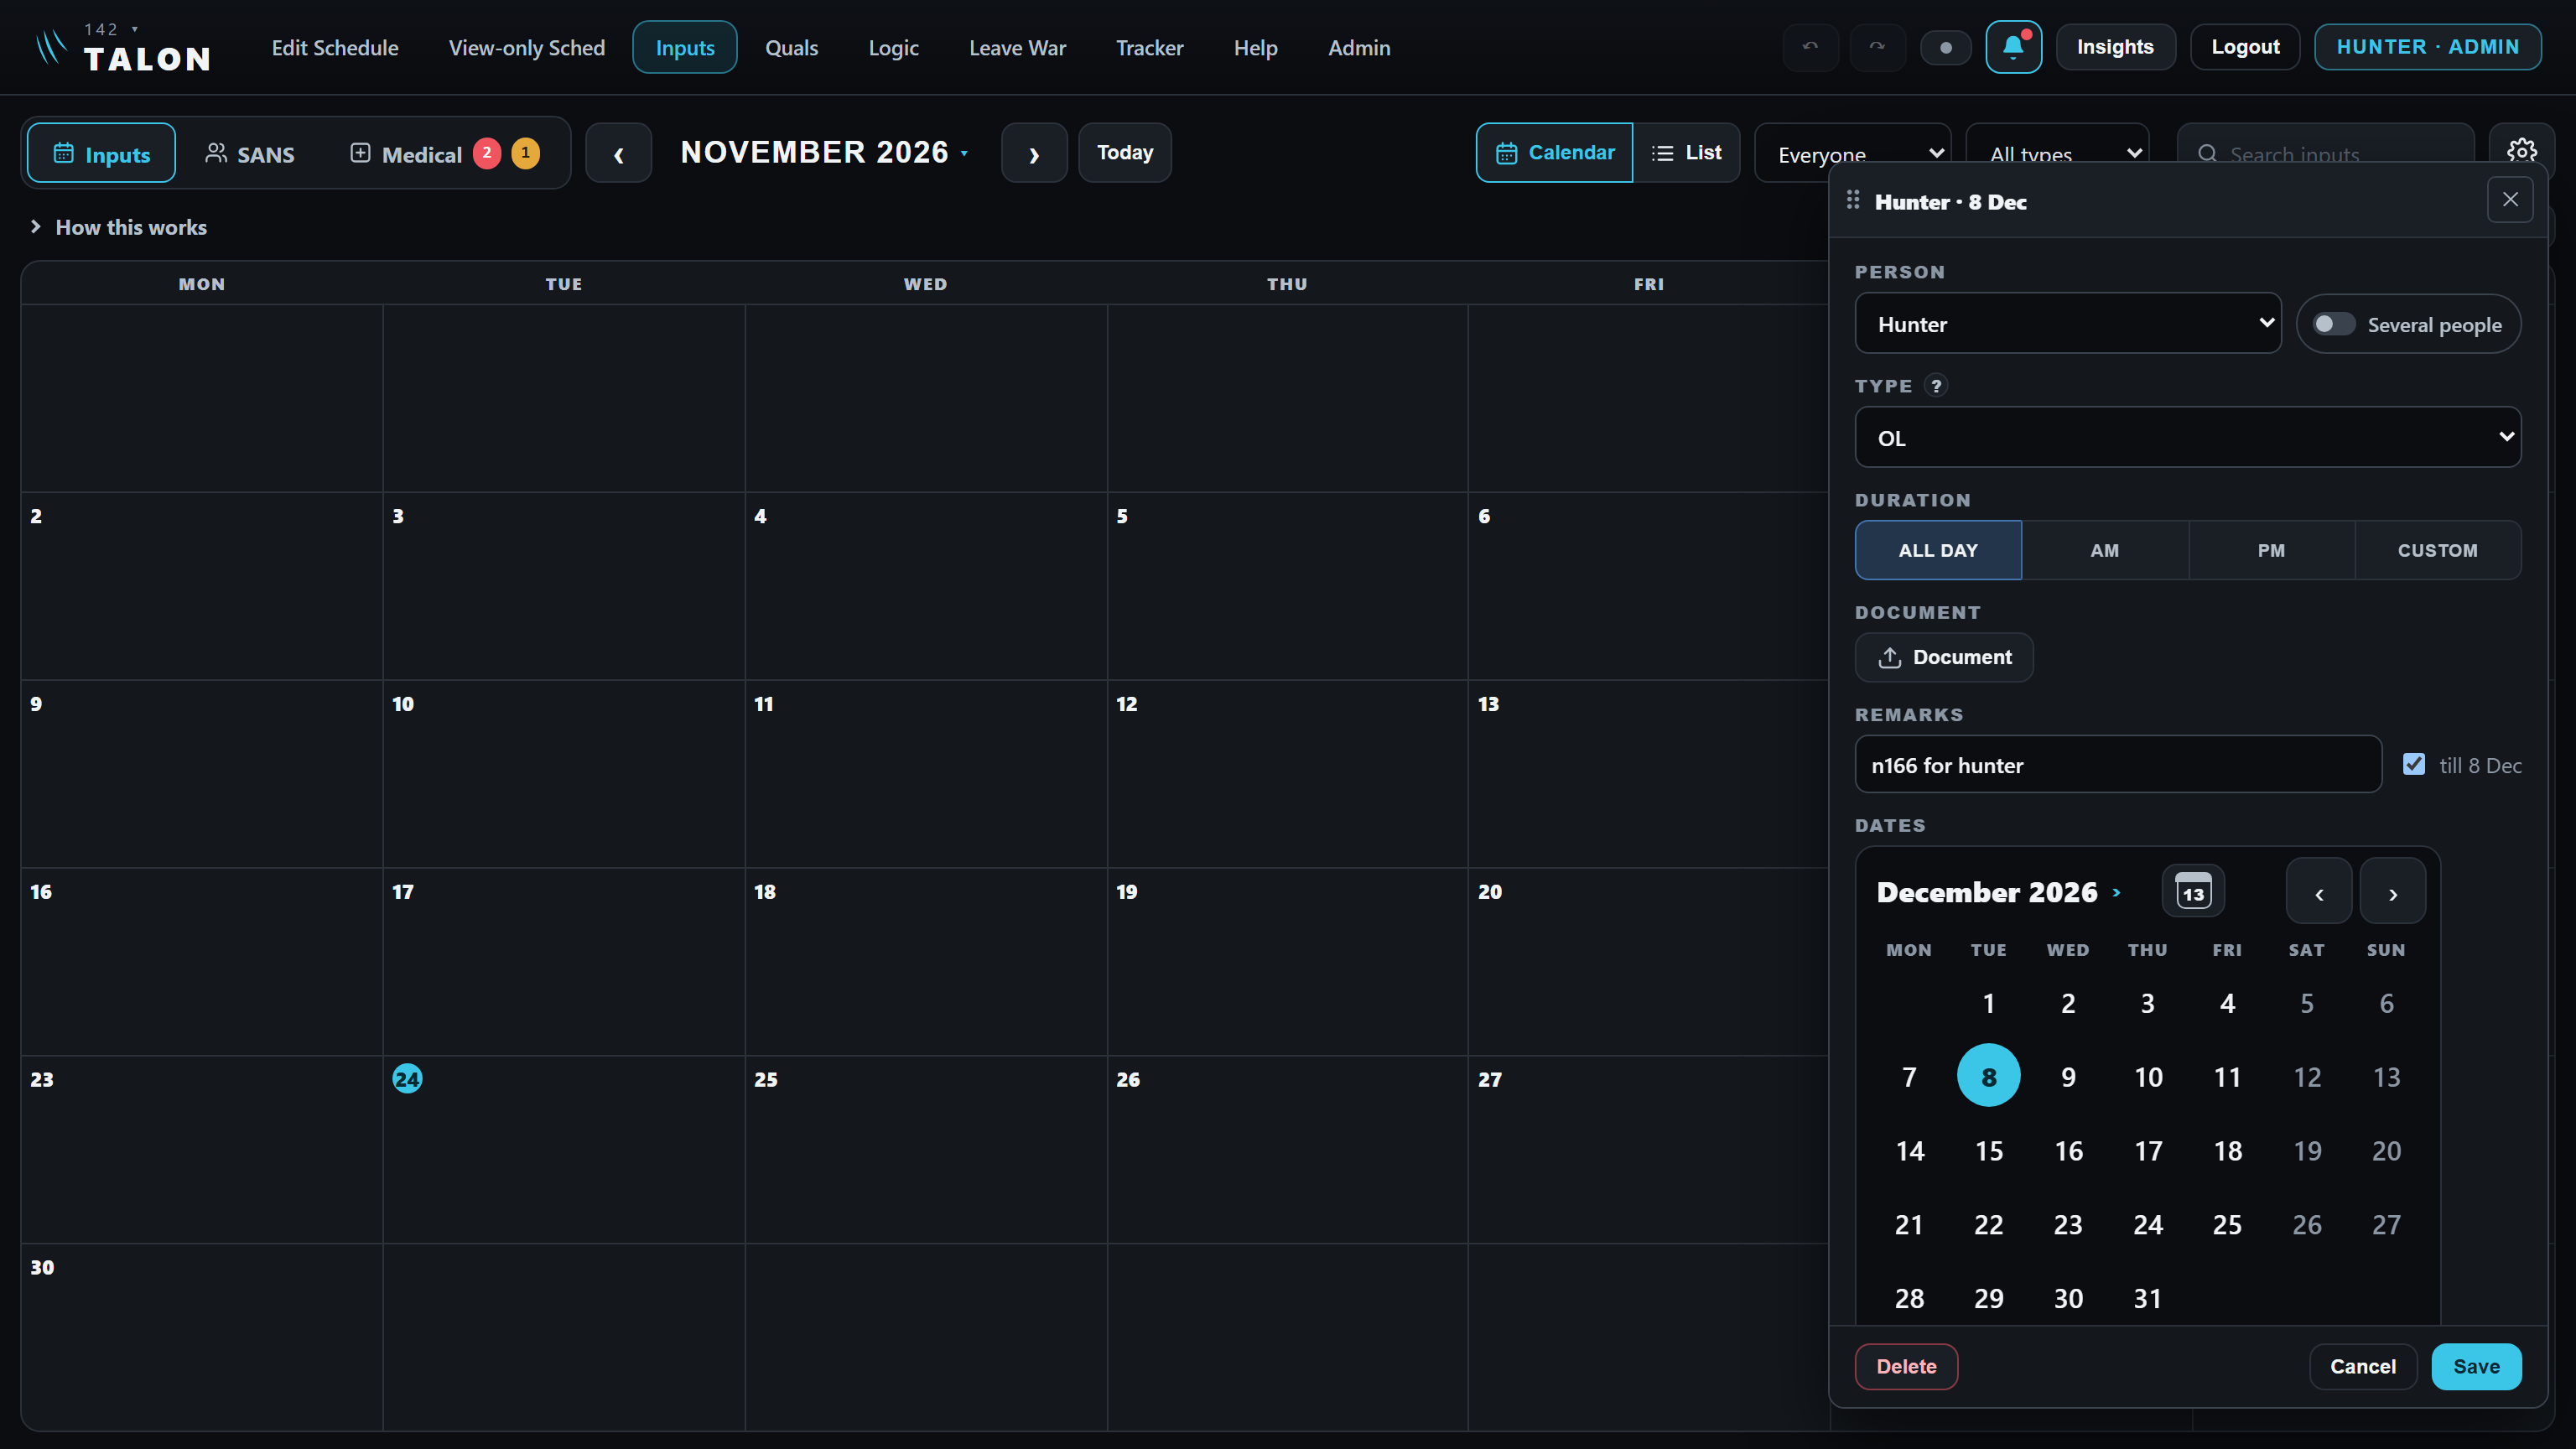 142 ▾
TALON
Edit Schedule View-only Sched Inputs Quals Logic Leave War Tracker Help Admin
Insights Logout HUNTER · ADMIN
Inputs SANS Medical 2 1
‹ NOVEMBER 2026 ▾ › Today
Calendar List Everyone All types Search inputs
How this works
MON TUE WED THU FRI
2 3 4 5 6
9 10 11 12 13
16 17 18 19 20
23 24 25 26 27
30
Hunter · 8 Dec
PERSON
Hunter Several people
TYPE ?
OL
DURATION
ALL DAY AM PM CUSTOM
DOCUMENT
Document
REMARKS
n166 for hunter till 8 Dec
DATES
December 2026 › 13 ‹ ›
MON TUE WED THU FRI SAT SUN
1 2 3 4 5 6
7 8 9 10 11 12 13
14 15 16 17 18 19 20
21 22 23 24 25 26 27
28 29 30 31
Delete Cancel Save